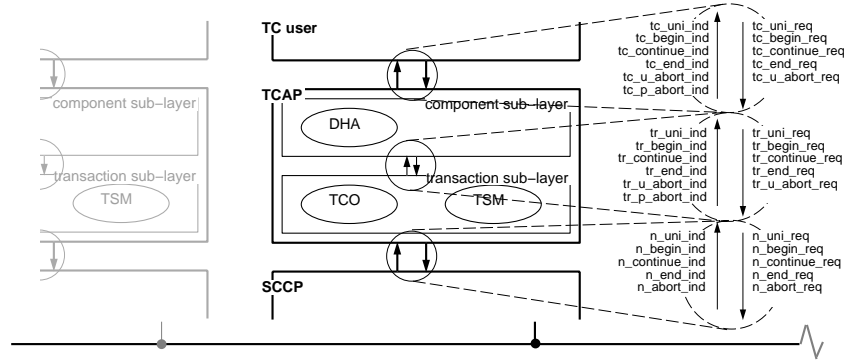 TC user
tc_uni_ind
tc_uni_req
tc_begin_ind
tc_begin_req
tc_continue_ind
tc_continue_req
tc_end_ind
tc_end_req
tc_u_abort_ind
tc_u_abort_req
tc_p_abort_ind
TCAP
component sub-layer
component sub-layer
DHA
tr_uni_ind
tr_uni_req
tr_begin_ind
tr_begin_req
tr_continue_ind
tr_continue_req
tr_end_ind
tr_end_req
tr_u_abort_ind
tr_u_abort_req
tr_p_abort_ind
transaction sub-layer
transaction sub-layer
TSM
TCO
TSM
n_uni_ind
n_uni_req
n_begin_ind
n_begin_req
n_continue_ind
n_continue_req
n_end_ind
n_end_req
n_abort_ind
n_abort_req
SCCP